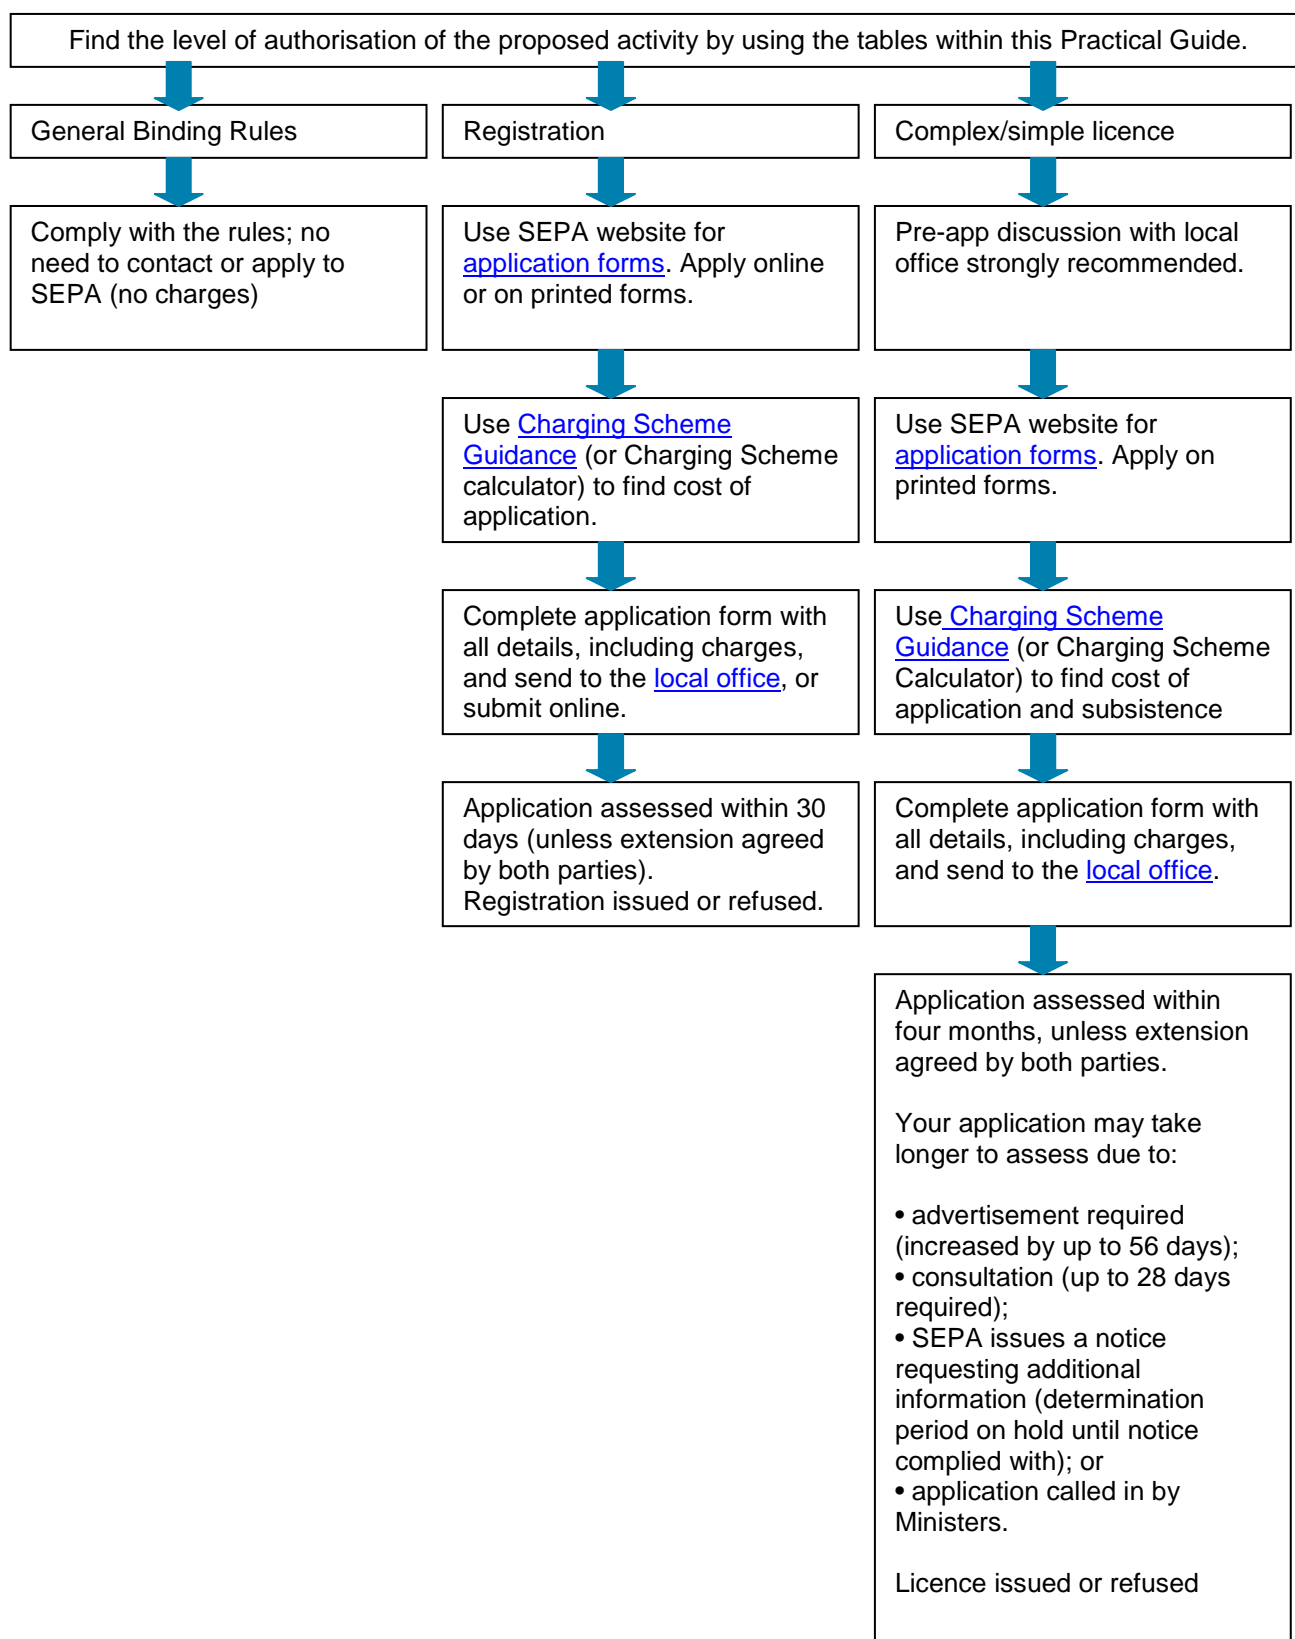 Find the level of authorisation of the proposed activity by using the tables within this Practical Guide.
General Binding Rules
Comply with the rules; no
need to contact or apply to
SEPA (no charges)
Registration
Use SEPA website for
application forms. Apply online
or on printed forms.
Use Charging Scheme
Guidance (or Charging Scheme
calculator) to find cost of
application.
Complete application form with
all details, including charges,
and send to the local office, or
submit online.
Application assessed within 30
days (unless extension agreed
by both parties).
Registration issued or refused.
Complex/simple licence
Pre-app discussion with local
office strongly recommended.
Use SEPA website for
application forms. Apply on
printed forms.
Use Charging Scheme
Guidance (or Charging Scheme
Calculator) to find cost of
application and subsistence
Complete application form with
all details, including charges,
and send to the local office.
Application assessed within
four months, unless extension
agreed by both parties.
Your application may take
longer to assess due to:
• advertisement required
(increased by up to 56 days);
• consultation (up to 28 days
required);
• SEPA issues a notice
requesting additional
information (determination
period on hold until notice
complied with); or
• application called in by
Ministers.
Licence issued or refused